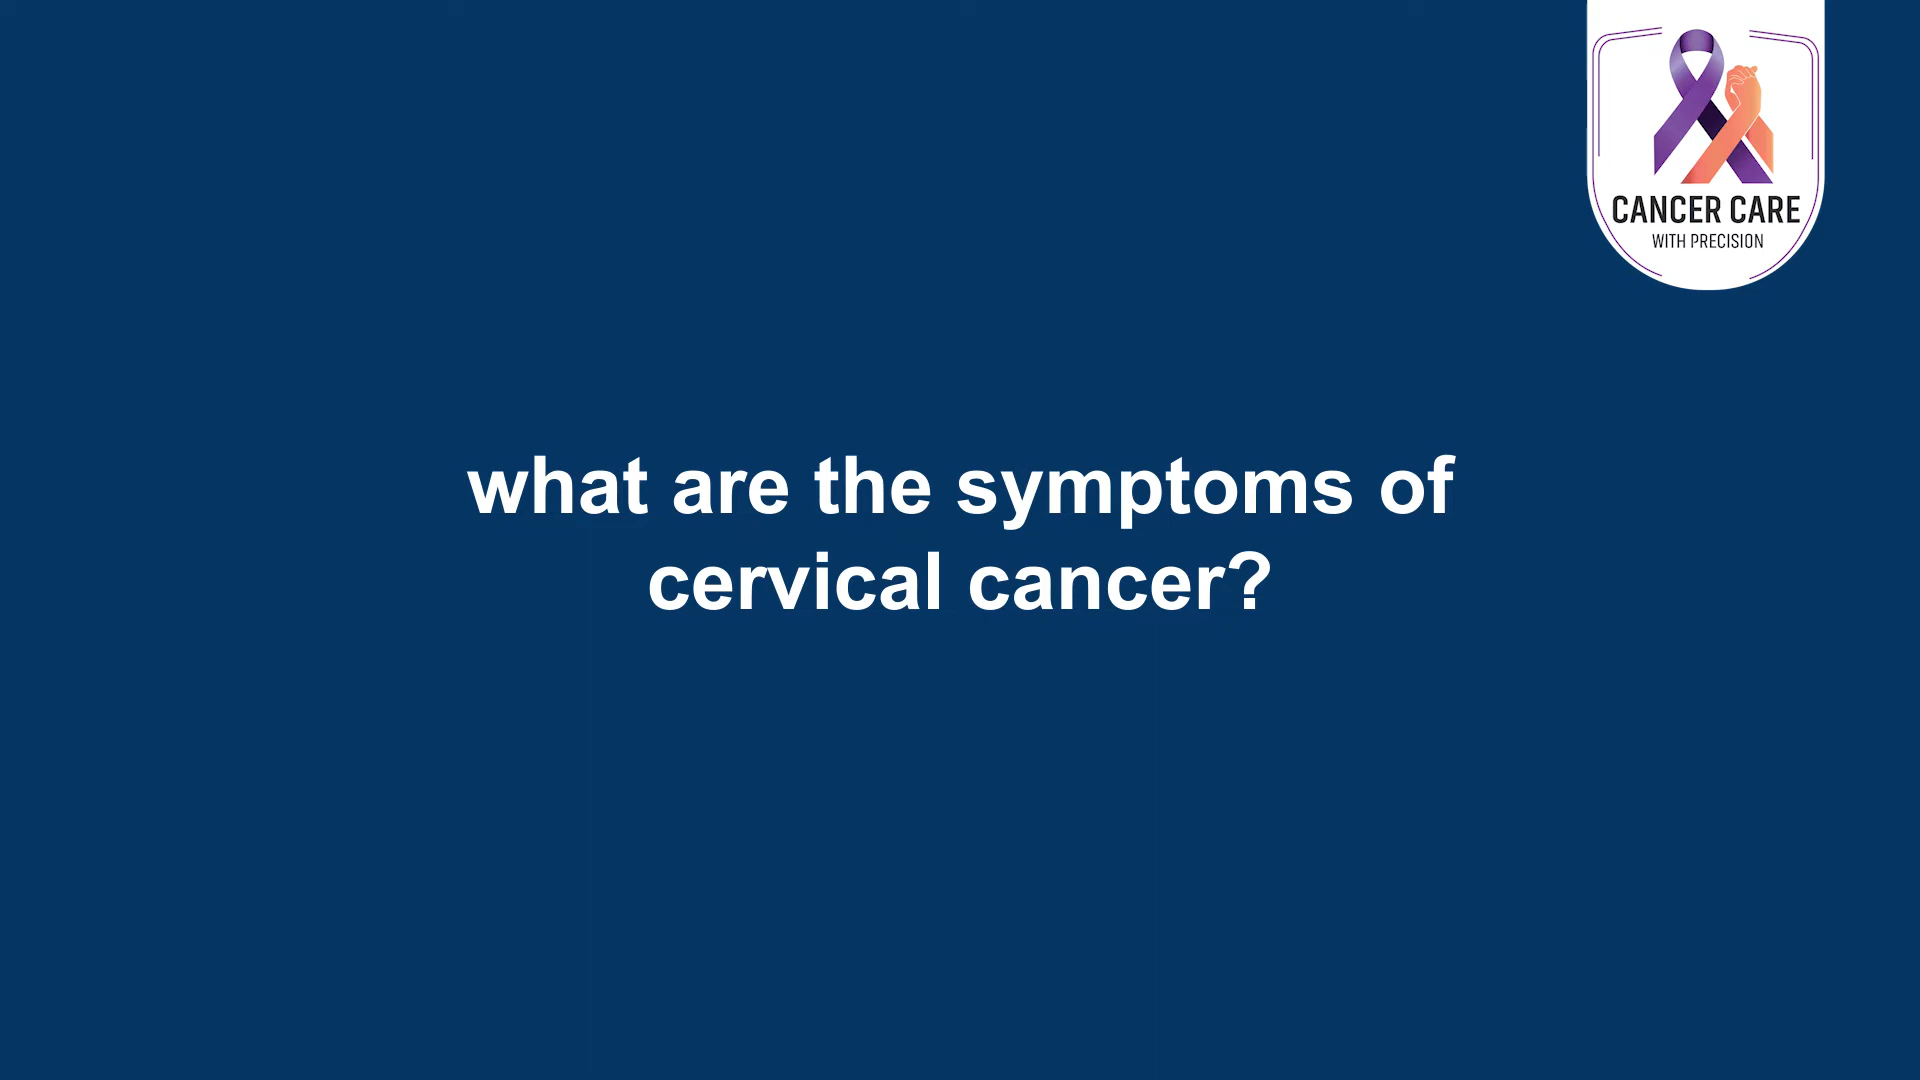 CANCER CARE
WITH PRECISION
what are the symptoms of
cervical cancer?